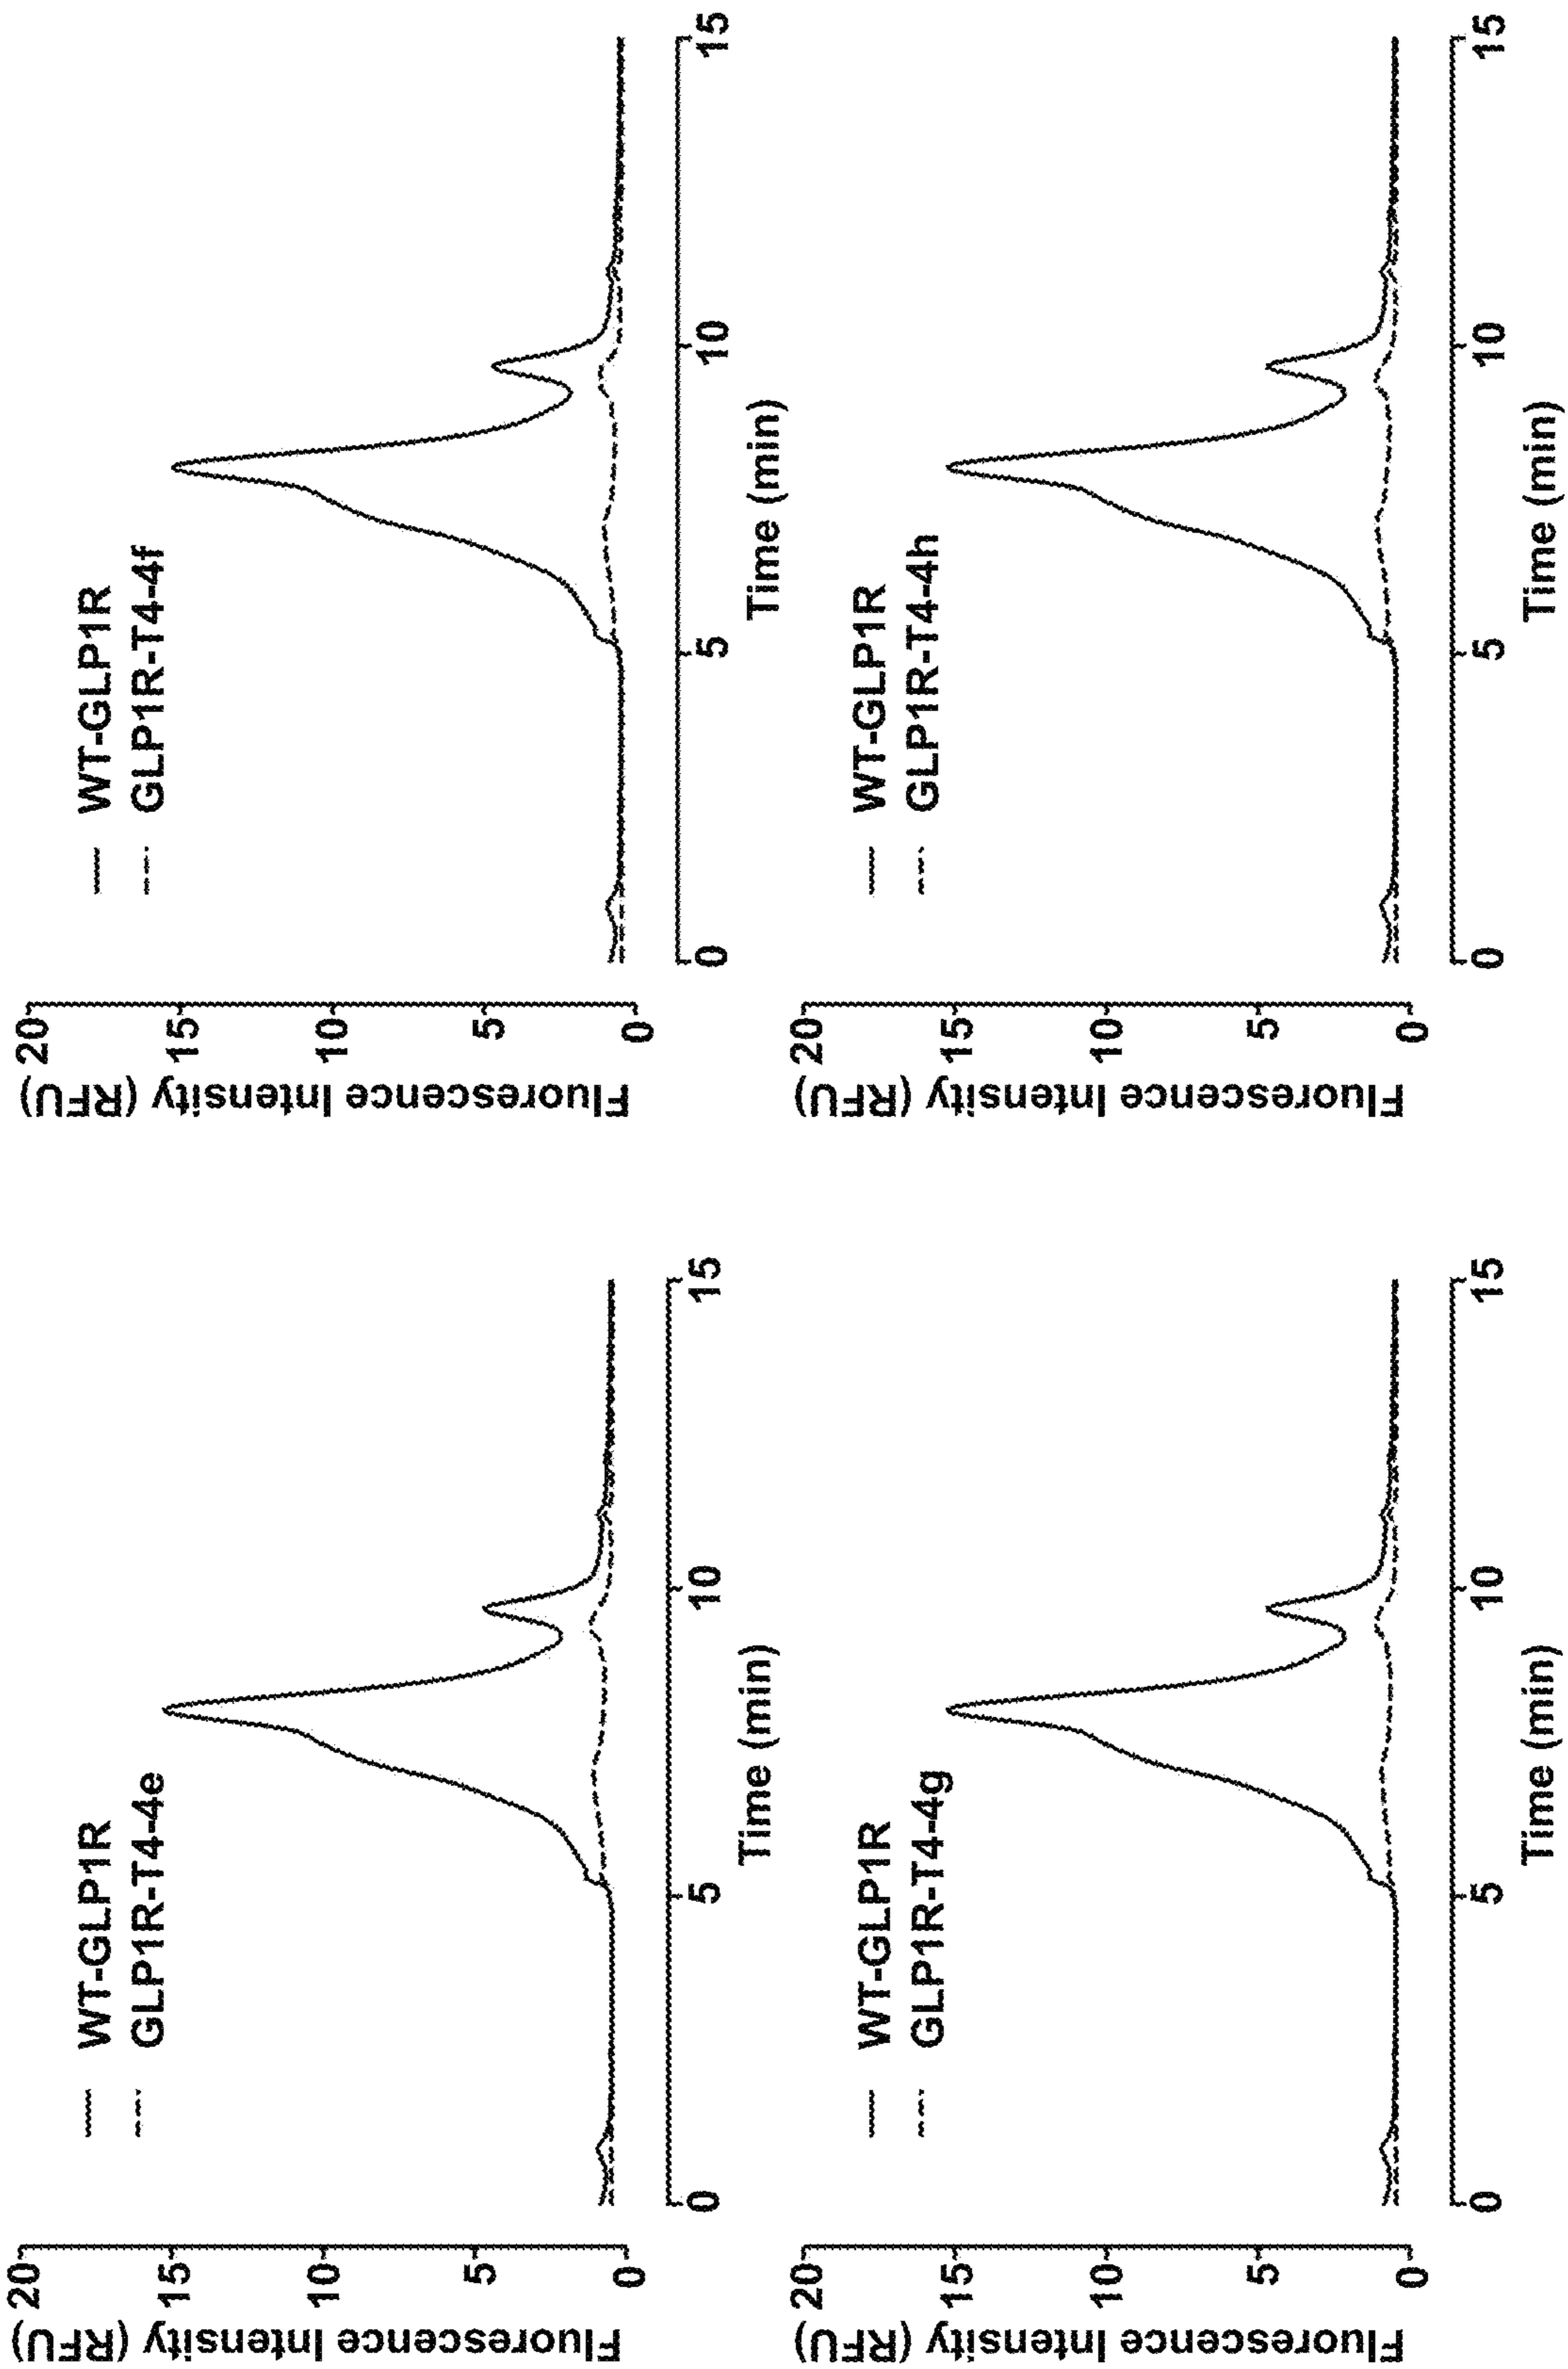 20
15
10
5
0
Fluorescence Intensity (RFU)
WT-GLP1R
GLP1R-T4-4e
0
5
10
15
Time (min)
20
15
10
5
0
Fluorescence Intensity (RFU)
WT-GLP1R
GLP1R-T4-4f
0
5
10
15
Time (min)
20
15
10
5
0
Fluorescence Intensity (RFU)
WT-GLP1R
GLP1R-T4-4g
0
5
10
15
Time (min)
20
15
10
5
0
Fluorescence Intensity (RFU)
WT-GLP1R
GLP1R-T4-4h
0
5
10
15
Time (min)